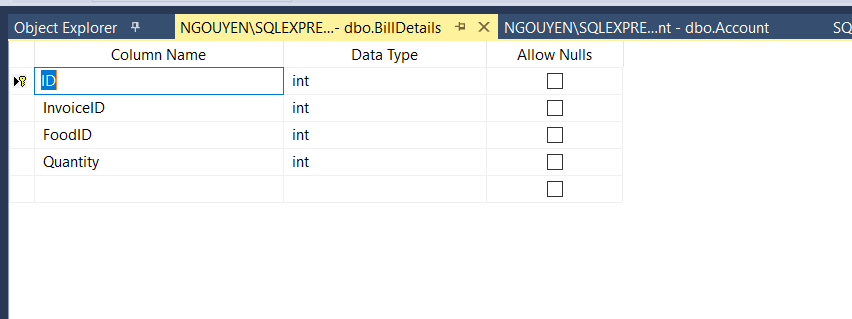 Object Explorer NGOUYEN\SQLEXPRE...- dbo.BillDetails NGOUYEN\SQLEXPRE...nt - dbo.Account SQ
Column Name Data Type Allow Nulls
ID int
InvoiceID int
FoodID int
Quantity int